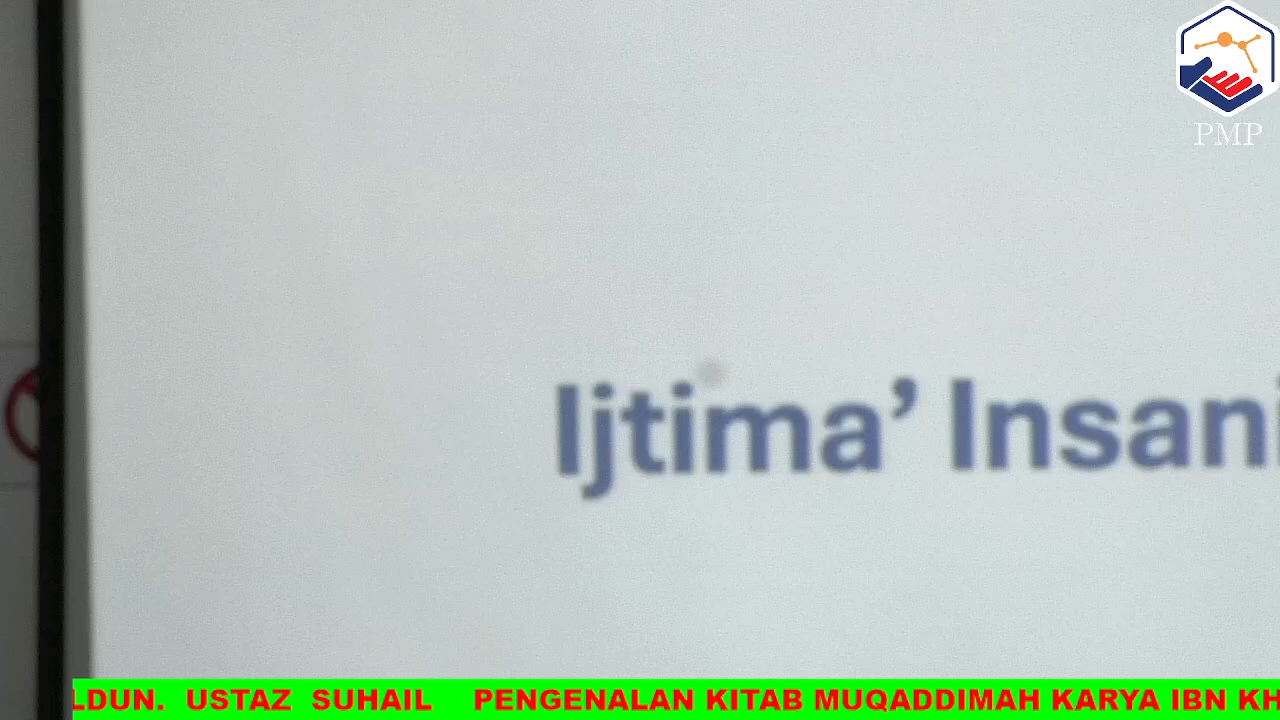 PMP
Ijtima’ Insani
LDUN. USTAZ SUHAIL PENGENALAN KITAB MUQADDIMAH KARYA IBN KH